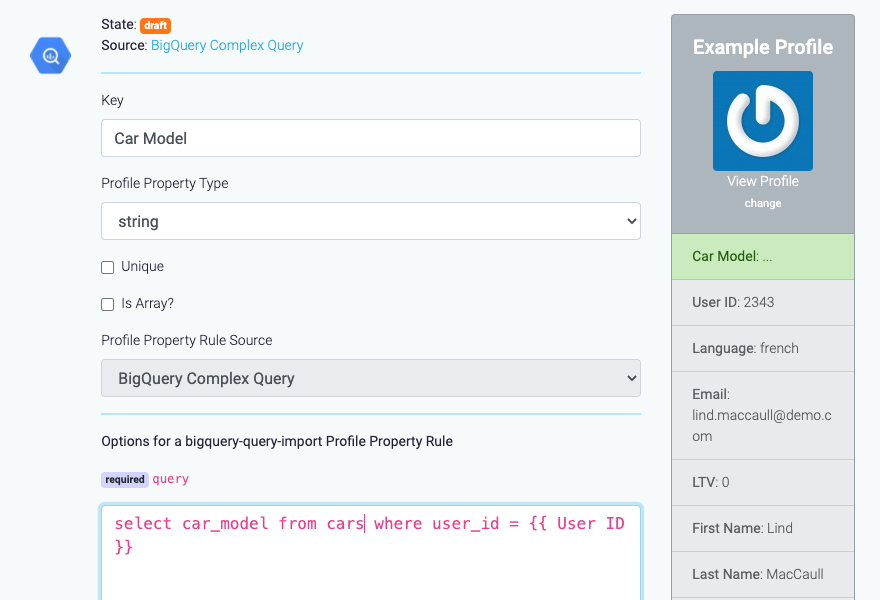 State: draft
Source: BigQuery Complex Query
Key
Car Model
Profile Property Type
string
Unique
Is Array?
Profile Property Rule Source
BigQuery Complex Query
Options for a bigquery-query-import Profile Property Rule
required query
select car_model from cars where user_id = {{ User ID
}}
Example Profile
View Profile
change
Car Model: ...
User ID: 2343
Language: french
Email:
lind.maccaull@demo.c
om
LTV: 0
First Name: Lind
Last Name: MacCaull